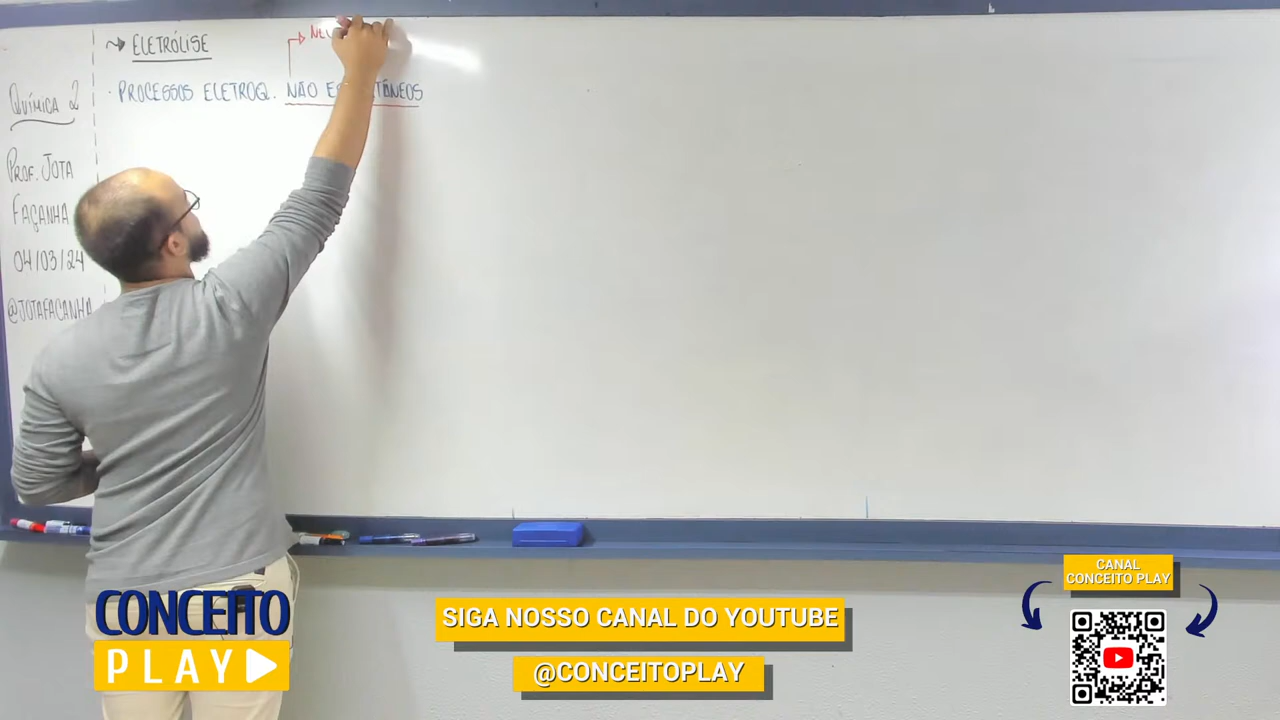 QUÍMICA 2
PROF. JOTA
FAÇANHA
04/03/24
@JOTAFAÇANHA
ELETRÓLISE
· PROCESSOS ELETROQ. NÃO
CONCEITO
PLAY
SIGA NOSSO CANAL DO YOUTUBE
@CONCEITOPLAY
CANAL
CONCEITO PLAY